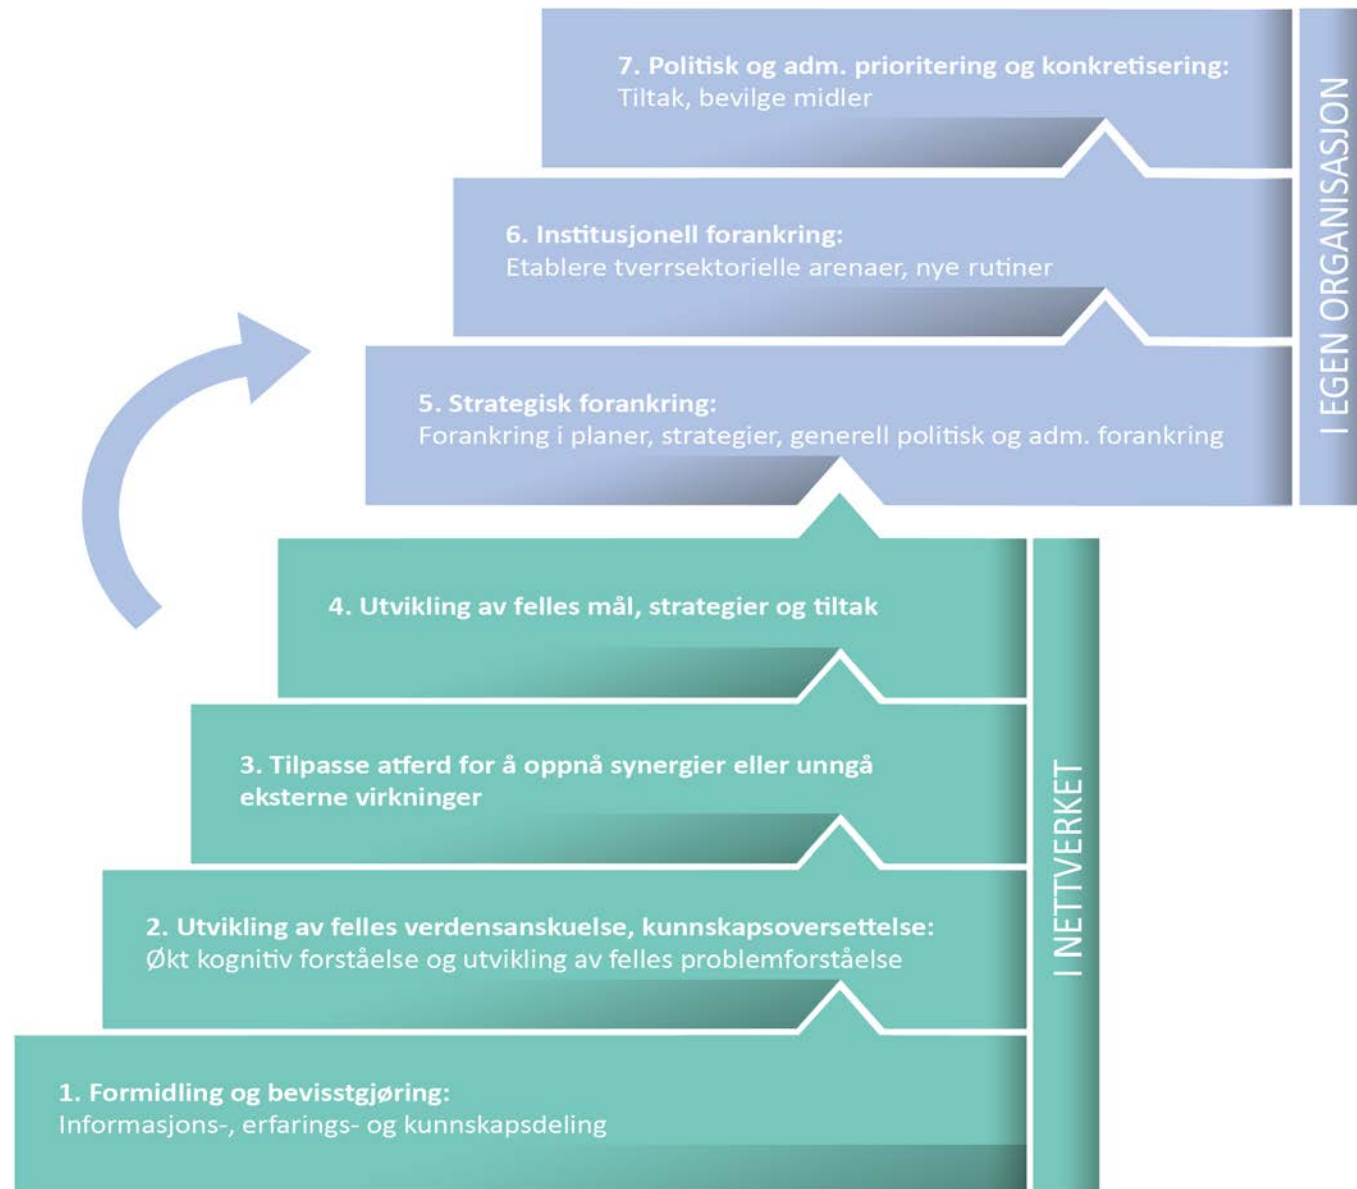 7. Politisk og adm. prioritering og konkretisering:
Tiltak, bevilge midler
6. Institusjonell forankring:
Etablere tverrsektorielle arenaer, nye rutiner
5. Strategisk forankring:
Forankring i planer, strategier, generell politisk og adm. forankring
I EGEN ORGANISASJON
4. Utvikling av felles mål, strategier og tiltak
3. Tilpasse atferd for å oppnå synergier eller unngå
eksterne virkninger
2. Utvikling av felles verdensanskuelse, kunnskapsoversettelse:
Økt kognitiv forståelse og utvikling av felles problemforståelse
1. Formidling og bevisstgjøring:
Informasjons-, erfarings- og kunnskapsdeling
I NETTVERKET